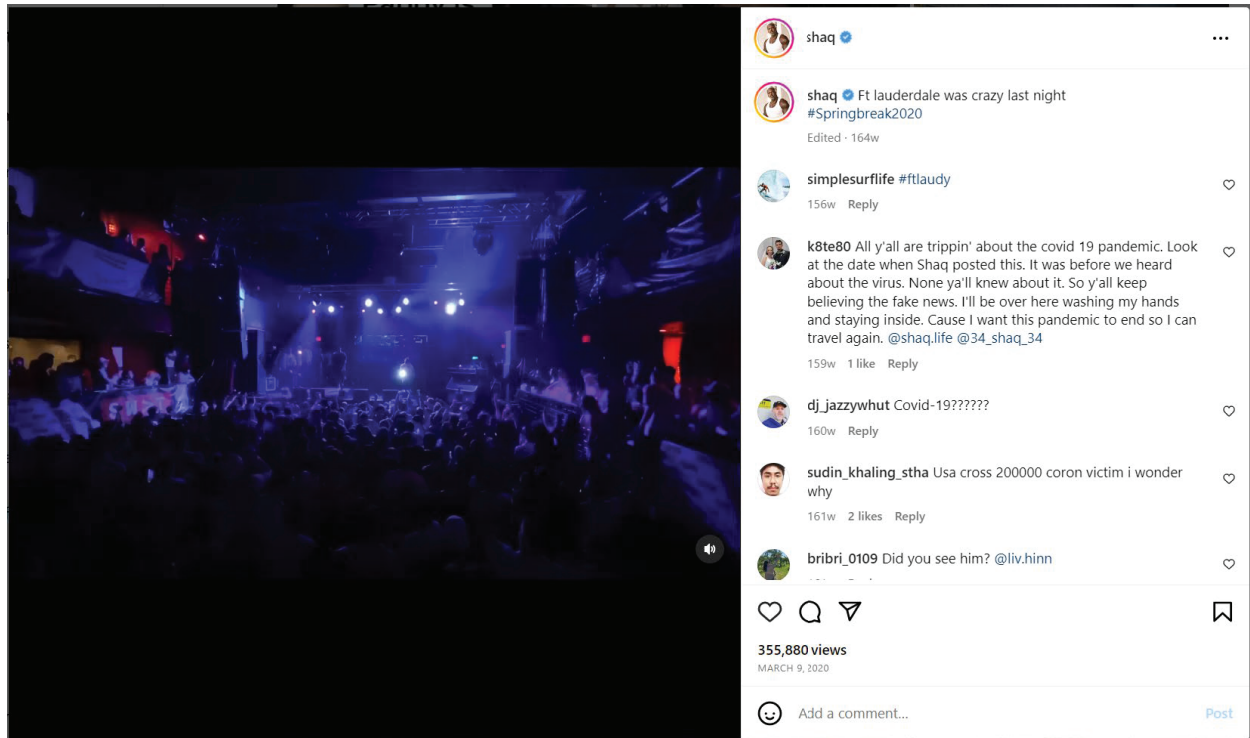 shaq
shaq Ft lauderdale was crazy last night
#Springbreak2020
Edited · 164w
simplesurflife #ftlaudy
156w Reply
k8te80 All y'all are trippin' about the covid 19 pandemic. Look
at the date when Shaq posted this. It was before we heard
about the virus. None ya'll knew about it. So y'all keep
believing the fake news. I'll be over here washing my hands
and staying inside. Cause I want this pandemic to end so I can
travel again. @shaq.life @34_shaq_34
159w 1 like Reply
dj_jazzywhut Covid-19??????
160w Reply
sudin_khaling_stha Usa cross 200000 coron victim i wonder
why
161w 2 likes Reply
bribri_0109 Did you see him? @liv.hinn
355,880 views
MARCH 9, 2020
Add a comment...
Post